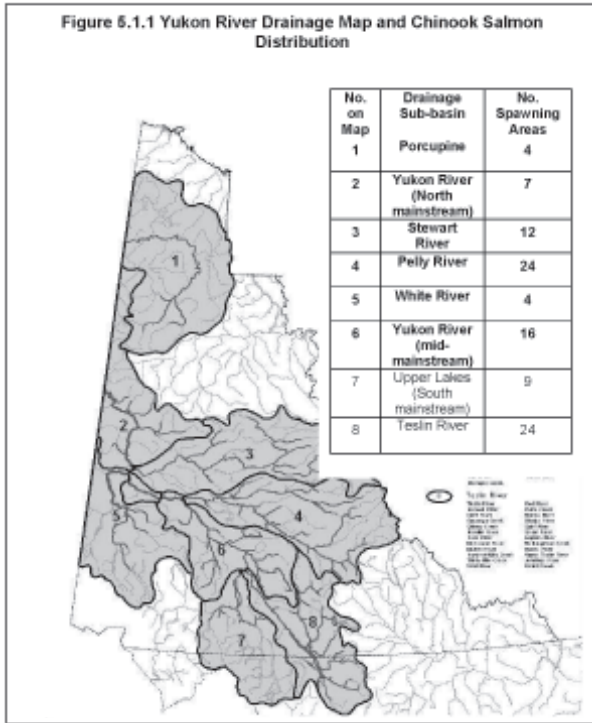 Figure 5.1.1 Yukon River Drainage Map and Chinook Salmon
Distribution
No. on Map Drainage Sub-basin No. Spawning Areas
1 Porcupine 4
2 Yukon River (North mainstream) 7
3 Stewart River 12
4 Pelly River 24
5 White River 4
6 Yukon River (mid-mainstream) 16
7 Upper Lakes (South mainstream) 9
8 Teslin River 24
1
2
3
4
5
6
7
8
Teslin River